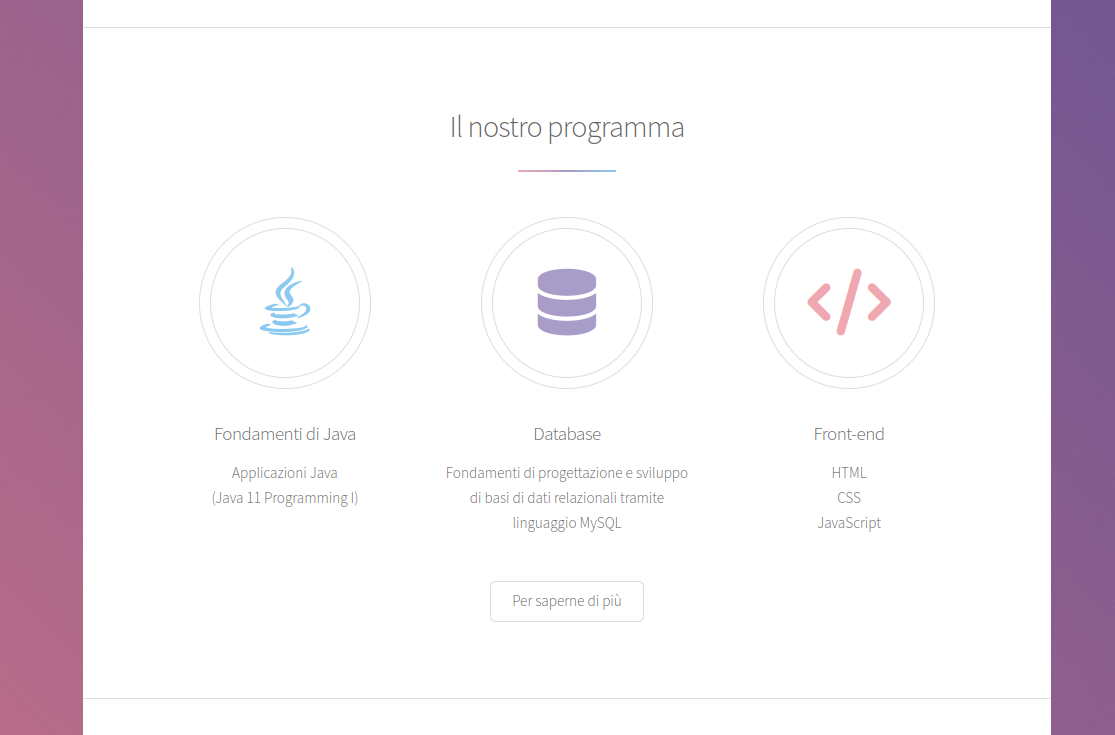 Il nostro programma
Fondamenti di Java
Applicazioni Java
(Java 11 Programming I)
Database
Fondamenti di progettazione e sviluppo
di basi di dati relazionali tramite
linguaggio MySQL
Front-end
HTML
CSS
JavaScript
Per saperne di più